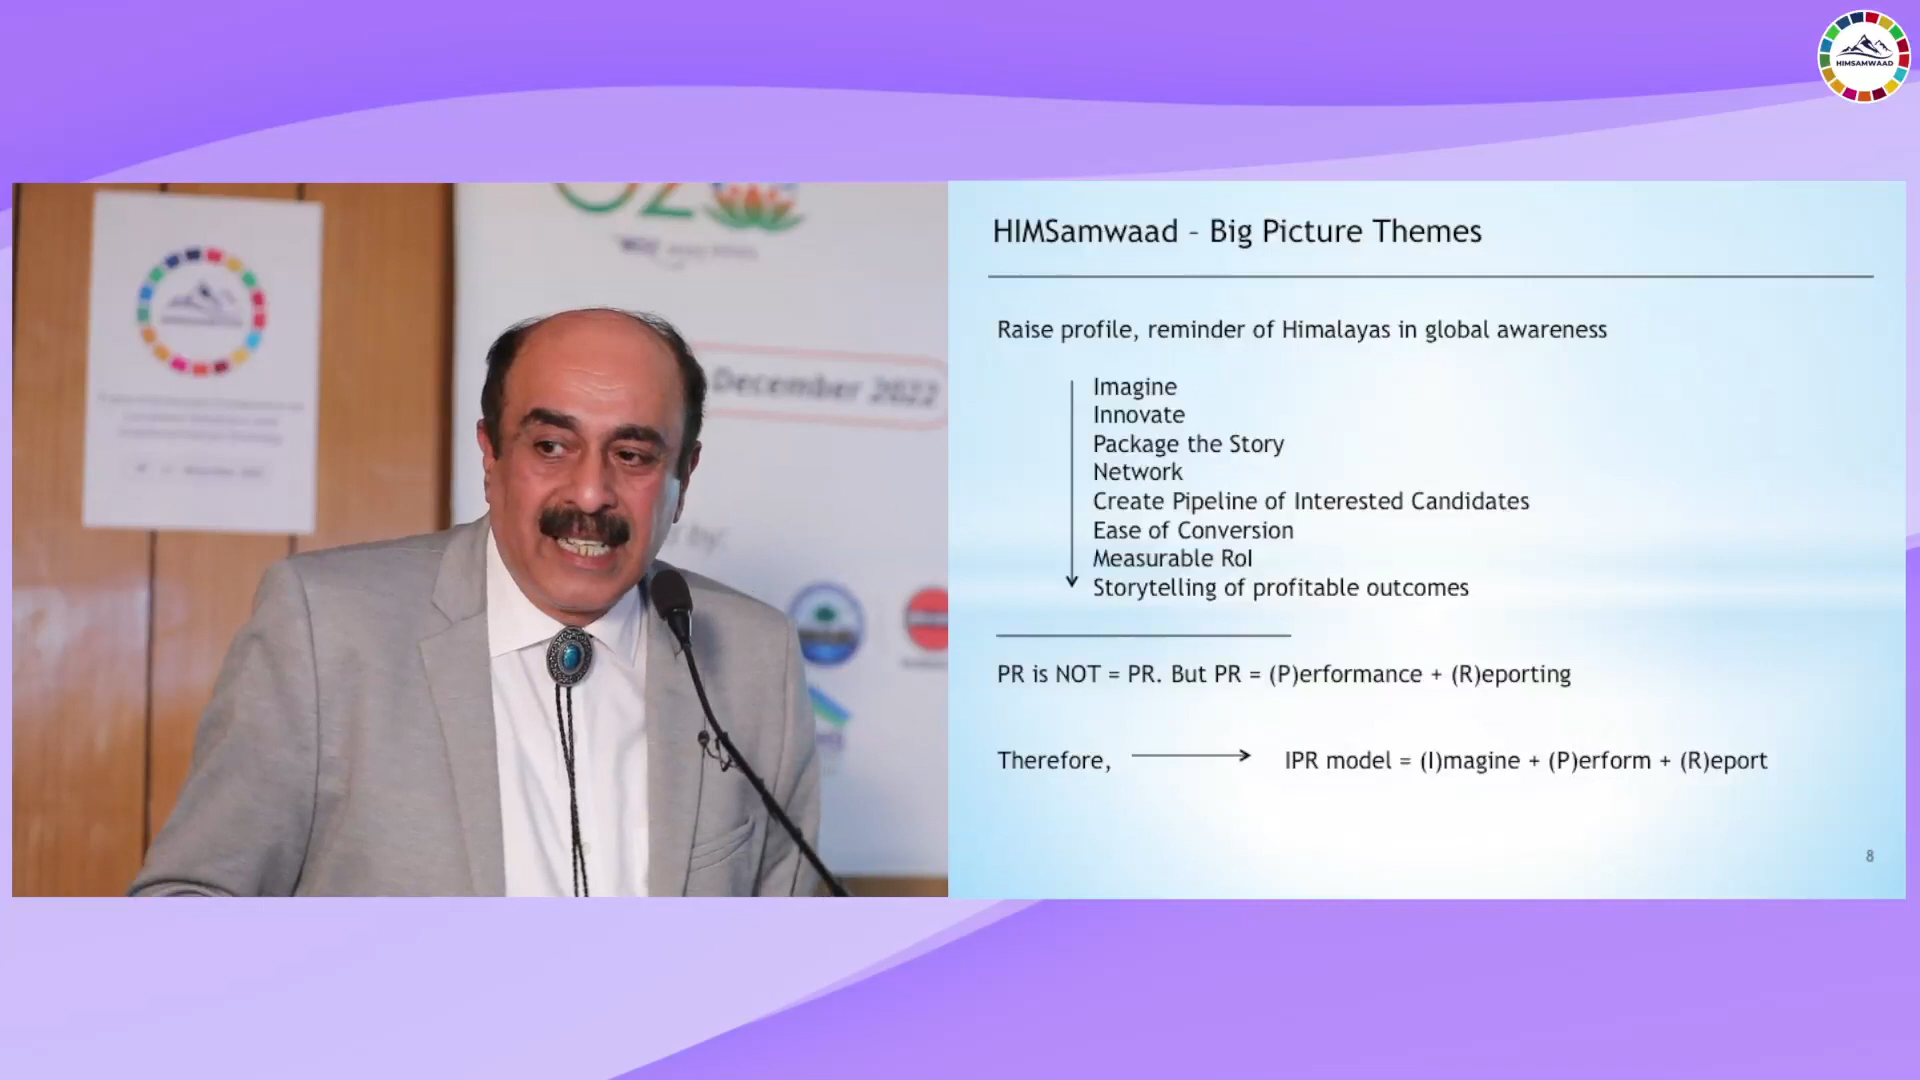 HIMSAMWAAD
December 2022
HIMSamwaad – Big Picture Themes
Raise profile, reminder of Himalayas in global awareness
Imagine
Innovate
Package the Story
Network
Create Pipeline of Interested Candidates
Ease of Conversion
Measurable RoI
Storytelling of profitable outcomes
PR is NOT = PR. But PR = (P)erformance + (R)eporting
Therefore,
IPR model = (I)magine + (P)erform + (R)eport
8